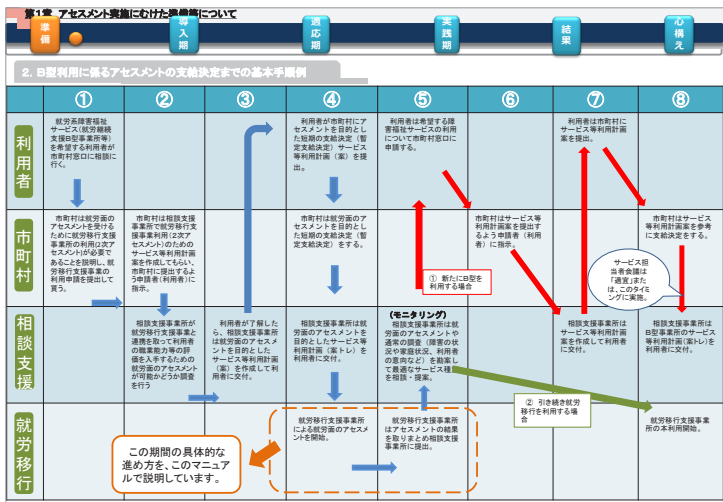 第1章 アセスメント実施にむけた準備等について
準備
導入期
適応期
実践期
結果
心構え
2. B型利用に係るアセスメントの支給決定までの基本手順例
①
②
③
④
⑤
⑥
⑦
⑧
利用者
就労系障害福祉
サービス(就労継続
支援B型事業所等)
を希望する利用者が
市町村窓口に相談に
行く。
利用者が市町村にア
セスメントを目的とし
た短期の支給決定(暫
定支給決定)サービス
等利用計画(案)を提
出。
利用者は希望する障
害福祉サービスの利用
について市町村窓口に
申請する。
利用者は市町村に
サービス等利用計画
案を提出。
市町村
市町村は就労面の
アセスメントを受ける
ために就労移行支援
事業所の利用(2次ア
セスメント)が必要で
あることを説明し、就
労移行支援事業の
利用申請を提出して
貰う。
市町村は相談支援事
業所で就労移行支援
事業利用(2次アセス
メント)のための
サービス等利用計画
案を作成してもらい、
市町村に提出するよ
う申請者(利用者)に
指示。
市町村は就労面のア
セスメントを目的とし
た短期の支給決定(暫
定支給決定)をする。
① 新たにB型を
利用する場合
市町村はサービス等
利用計画案を提出す
るよう申請者(利用
者)に指示。
サービス担
当者会議は
「適宜」また
は、このタイミ
ングに実施。
市町村はサービス
等利用計画案を参考
に支給決定をする。
相談支援
相談支援事業所が
就労移行支援事業と
連携を取って利用者
の職業能力等の評
価を入手するための
就労面のアセスメント
が可能かどうか調査
を行う
利用者が了解した
ら、相談支援事業所
は就労面のアセスメ
ントを目的とした
サービス等利用計画
(案)を作成して利用
者に交付。
相談支援事業所は就労
面のアセスメントを
目的としたサービス等
利用計画(案トレ)を
利用者に交付。
(モニタリング)
相談支援事業所は就
労面のアセスメントや
通常の調査(障害の状
況や家庭状況、利用者
の意向など)を勘案し
て最適なサービス種を
相談・提案。
相談支援事業所は
サービス等利用計
画案を作成して利用者
に交付。
相談支援事業所は
B型事業所のサービス
等利用計画(案トレ)を
利用者に交付。
② 引き続き就労
移行を利用する場
合
就労移行
この期間の具体的な
進め方を、このマニュア
ルで説明しています。
就労移行支援事業所
による就労面のアセスメ
ントを開始。
就労移行支援事業所
はアセスメントの結果
を取りまとめ相談支援
事業所に提出。
就労移行支援事業所
の本利用開始。